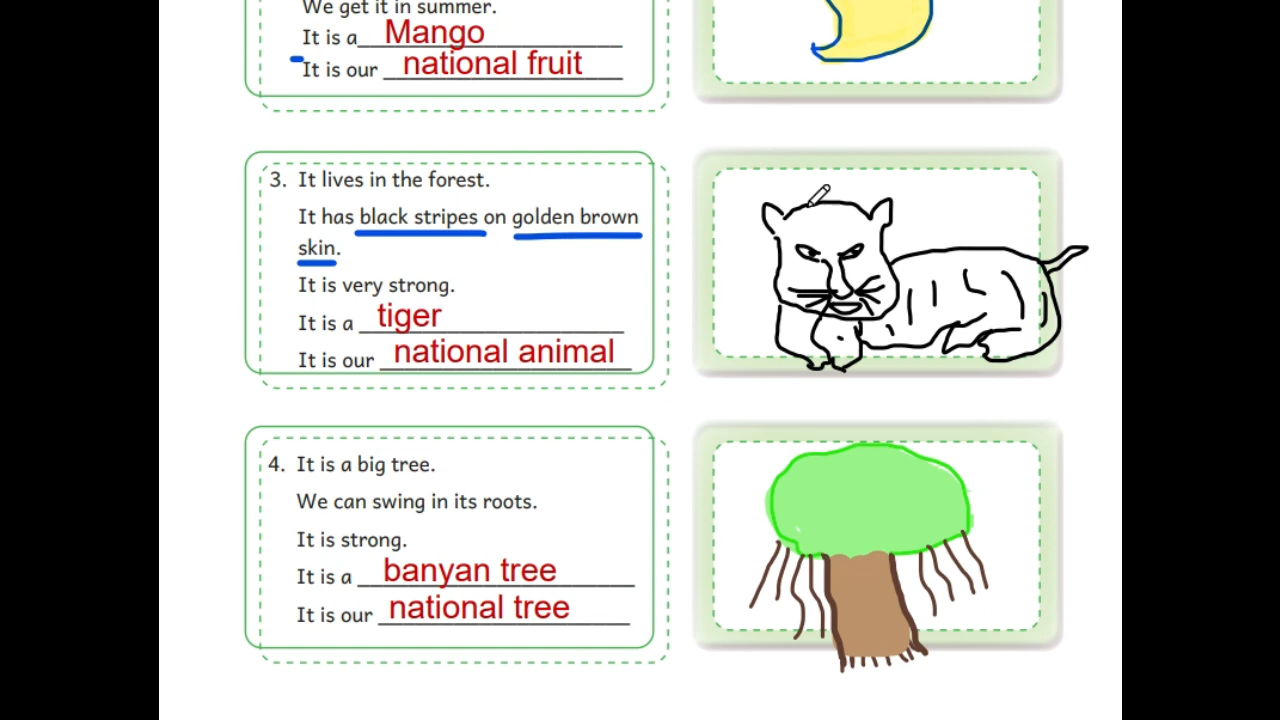 We get it in summer.
It is a Mango
It is our national fruit
3. It lives in the forest.
It has black stripes on golden brown
skin.
It is very strong.
It is a tiger
It is our national animal
4. It is a big tree.
We can swing in its roots.
It is strong.
It is a banyan tree
It is our national tree